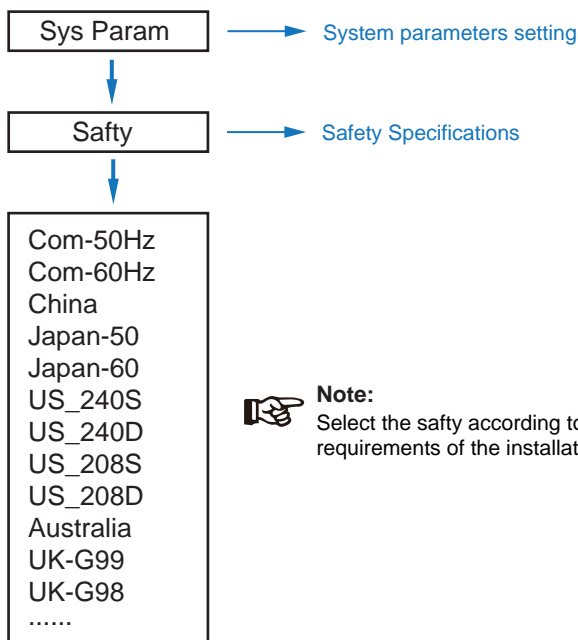 Sys Param
System parameters setting
Safty
Safety Specifications
Com-50Hz
Com-60Hz
China
Japan-50
Japan-60
US_240S
US_240D
US_208S
US_208D
Australia
UK-G99
UK-G98
......
Note:
Select the safty according to
requirements of the